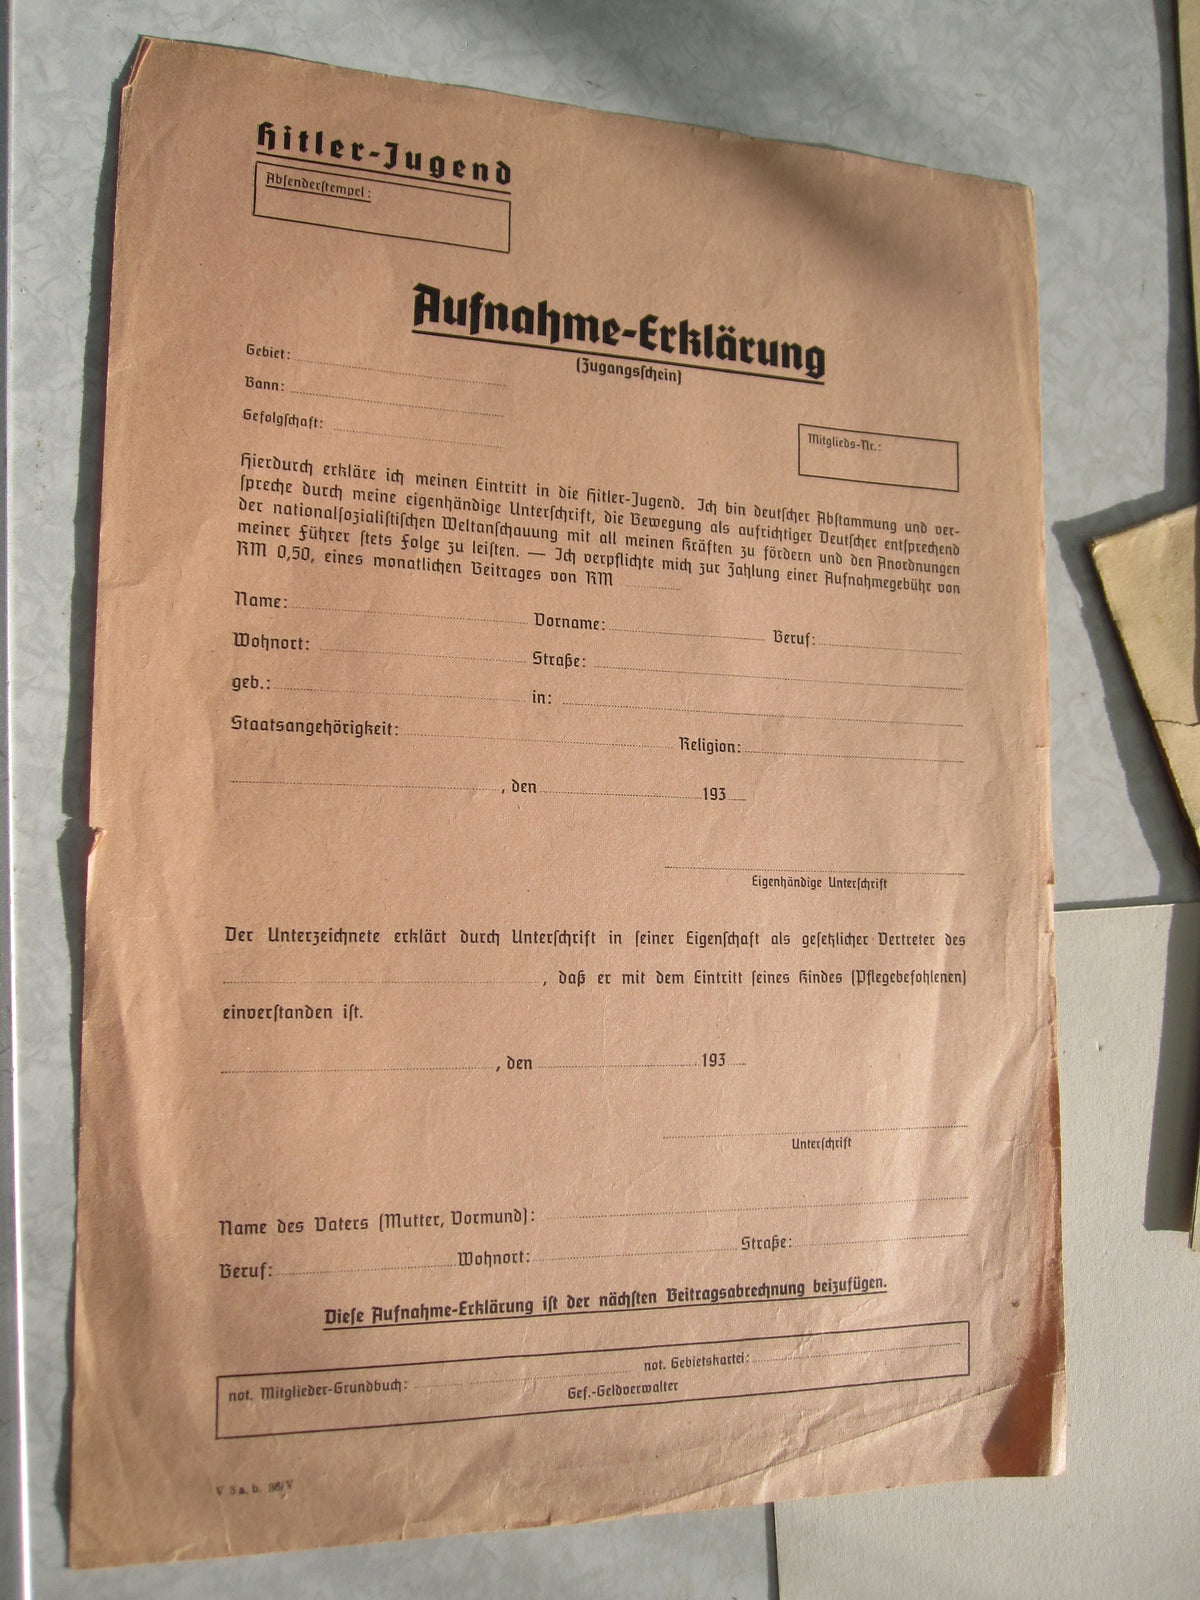 Hitler-Jugend
Absenderstempel:
Aufnahme-Erklärung
(Zugangsschein)
Gebiet:
Bann:
Gefolgschaft:
Mitglieds-Nr.:
Hierdurch erkläre ich meinen Eintritt in die Hitler-Jugend. Ich bin deutscher Abstammung und ver-
spreche durch meine eigenhändige Unterschrift, die Bewegung als aufrichtiger Deutscher entsprechend
der nationalsozialistischen Weltanschauung mit all meinen Kräften zu fördern und den Anordnungen
meiner Führer stets Folge zu leisten. — Ich verpflichte mich zur Zahlung einer Aufnahmegebühr von
RM 0,50, eines monatlichen Beitrages von RM
Name: Vorname: Beruf:
Wohnort: Straße:
geb.: in:
Staatsangehörigkeit: Religion:
, den 193
Eigenhändige Unterschrift
Der Unterzeichnete erklärt durch Unterschrift in seiner Eigenschaft als gesetzlicher Vertreter des
, daß er mit dem Eintritt seines Kindes (Pflegebefohlenen)
einverstanden ist.
, den 193
Unterschrift
Name des Vaters (Mutter, Vormund):
Beruf: Wohnort: Straße:
Diese Aufnahme-Erklärung ist der nächsten Beitragsabrechnung beizufügen.
not. Mitglieder-Grundbuch: not. Gebietskartei:
Gef.-Geldverwalter
V 3 a. b. 36/V